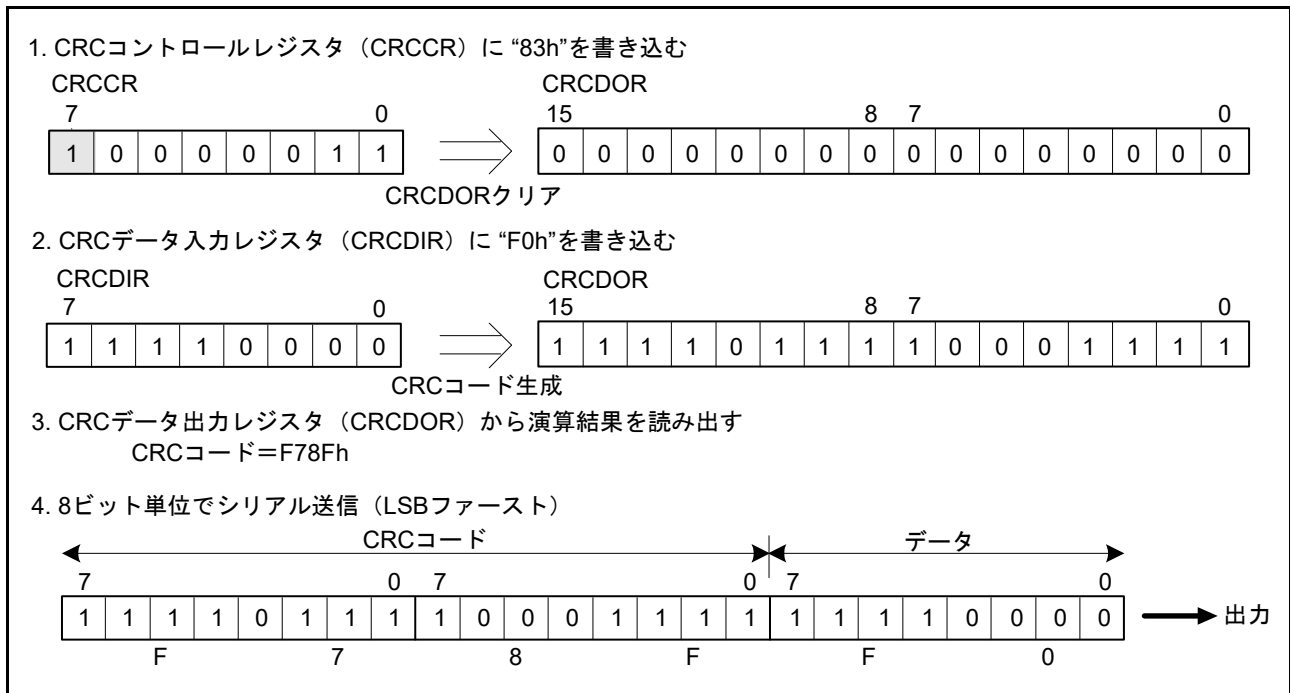 1. CRCコントロールレジスタ（CRCCR）に “83h”を書き込む
CRCCR CRCDOR
7 0 15 8 7 0
1 0 0 0 0 0 1 1 0 0 0 0 0 0 0 0 0 0 0 0 0 0 0 0
CRCDORクリア
2. CRCデータ入力レジスタ（CRCDIR）に “F0h”を書き込む
CRCDIR CRCDOR
7 0 15 8 7 0
1 1 1 1 0 0 0 0 1 1 1 1 0 1 1 1 1 0 0 0 1 1 1 1
CRCコード生成
3. CRCデータ出力レジスタ（CRCDOR）から演算結果を読み出す
CRCコード＝F78Fh
4. 8ビット単位でシリアル送信（LSBファースト）
CRCコード データ
7 0 7 0 7 0
1 1 1 1 0 1 1 1 1 0 0 0 1 1 1 1 1 1 1 1 0 0 0 0 出力
F 7 8 F F 0